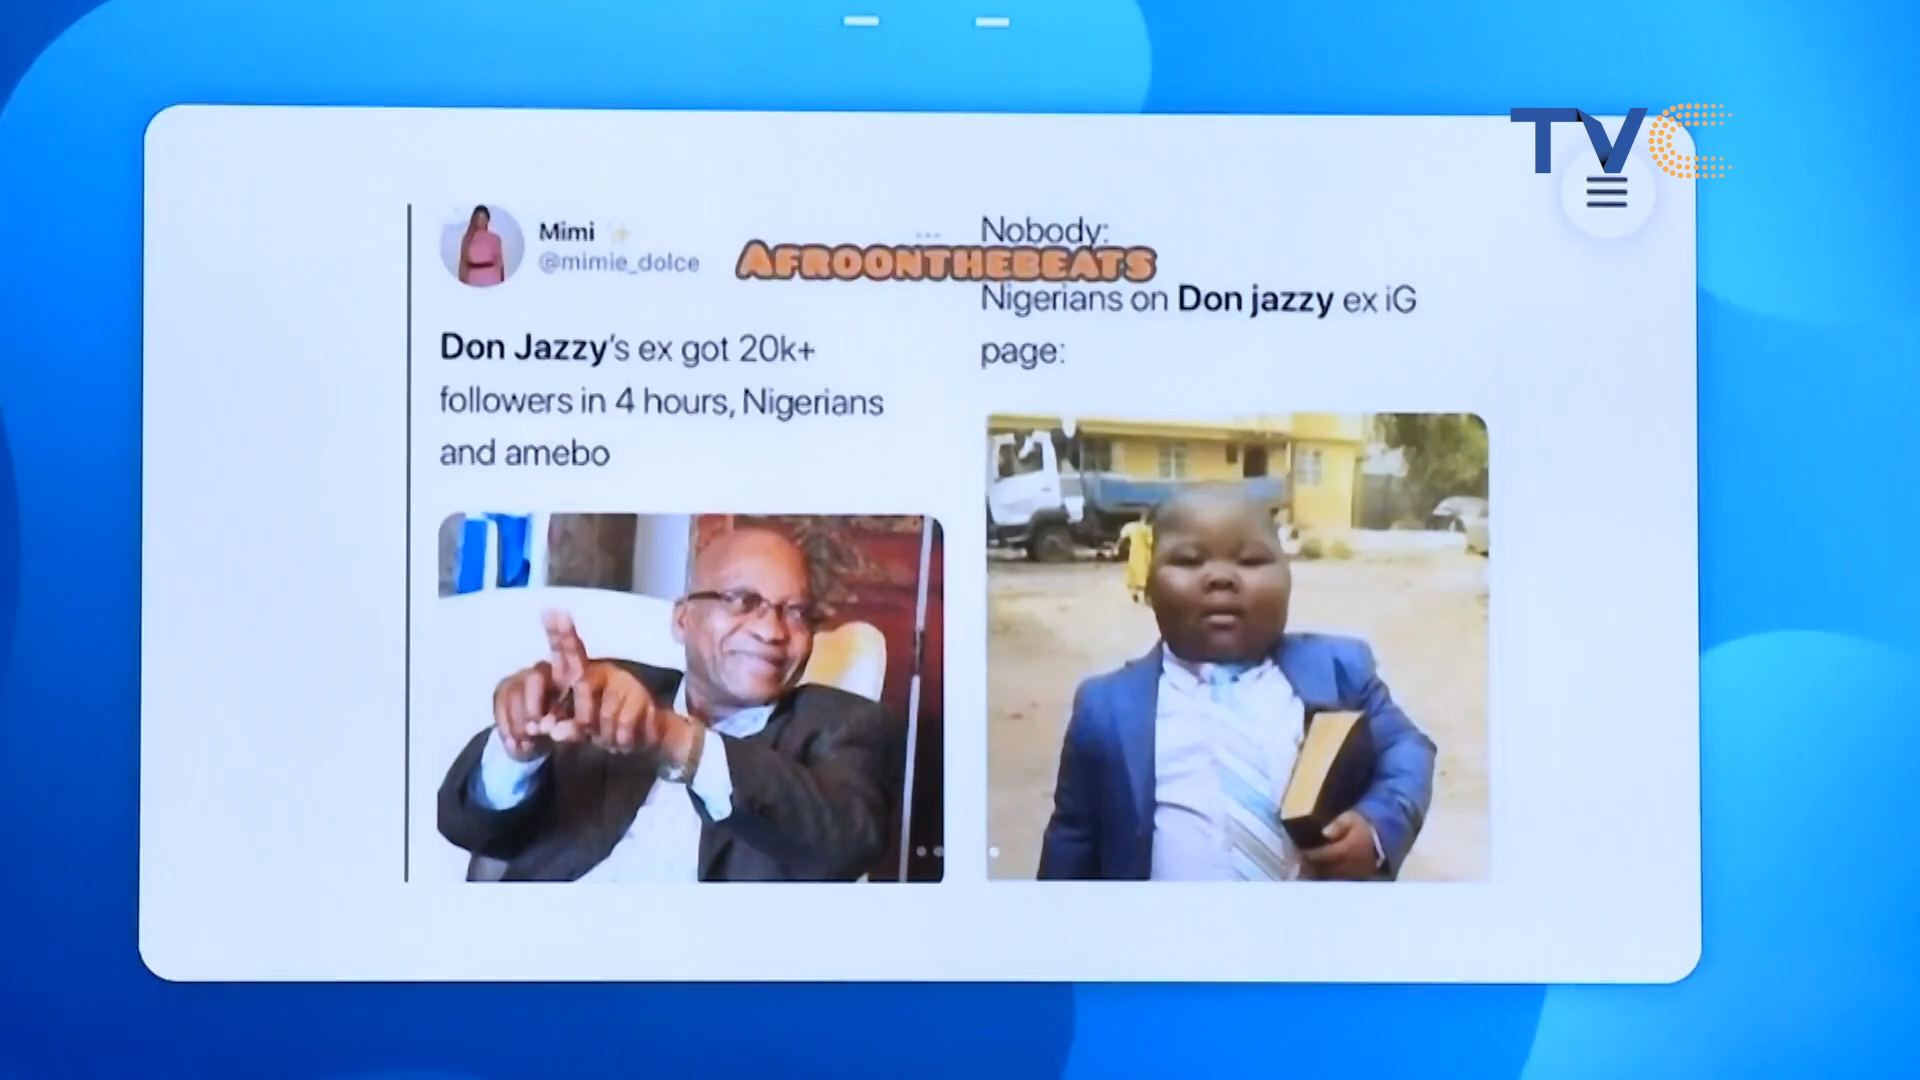 TVC
Mimi
@mimie_dolce
AFROONTHEBEATS
Don Jazzy's ex got 20k+
followers in 4 hours, Nigerians
and amebo
Nobody:
Nigerians on Don jazzy ex iG
page: